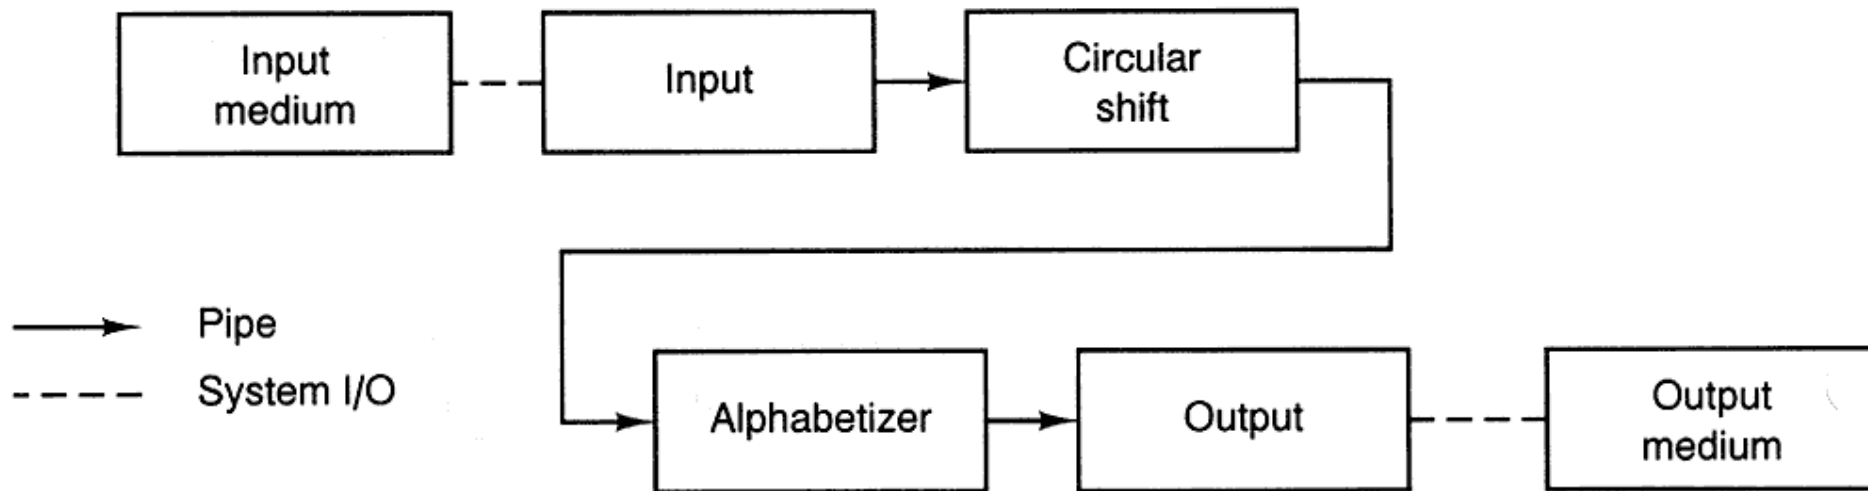 Input
medium
Input
Circular
shift
Pipe
System I/O
Alphabetizer
Output
Output
medium